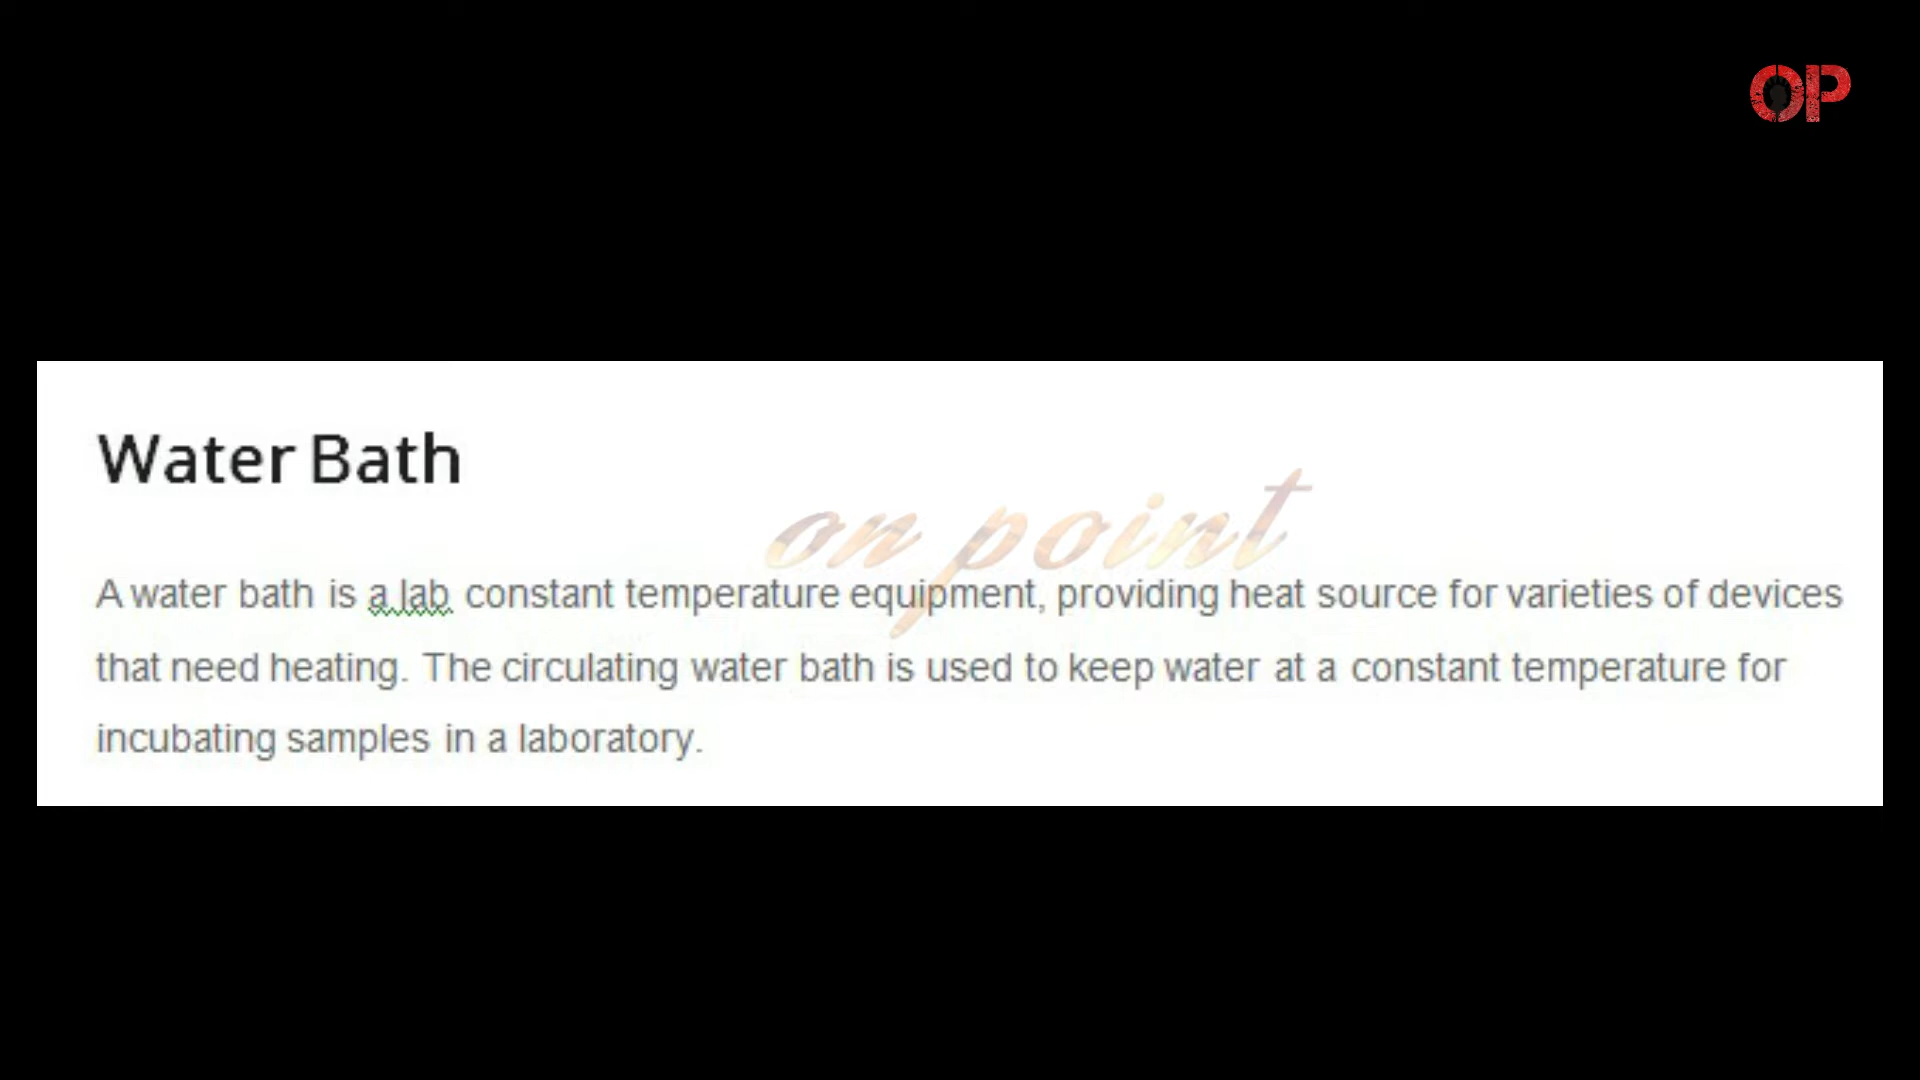 OP
Water Bath
on point
A water bath is a lab constant temperature equipment, providing heat source for varieties of devices
that need heating. The circulating water bath is used to keep water at a constant temperature for
incubating samples in a laboratory.